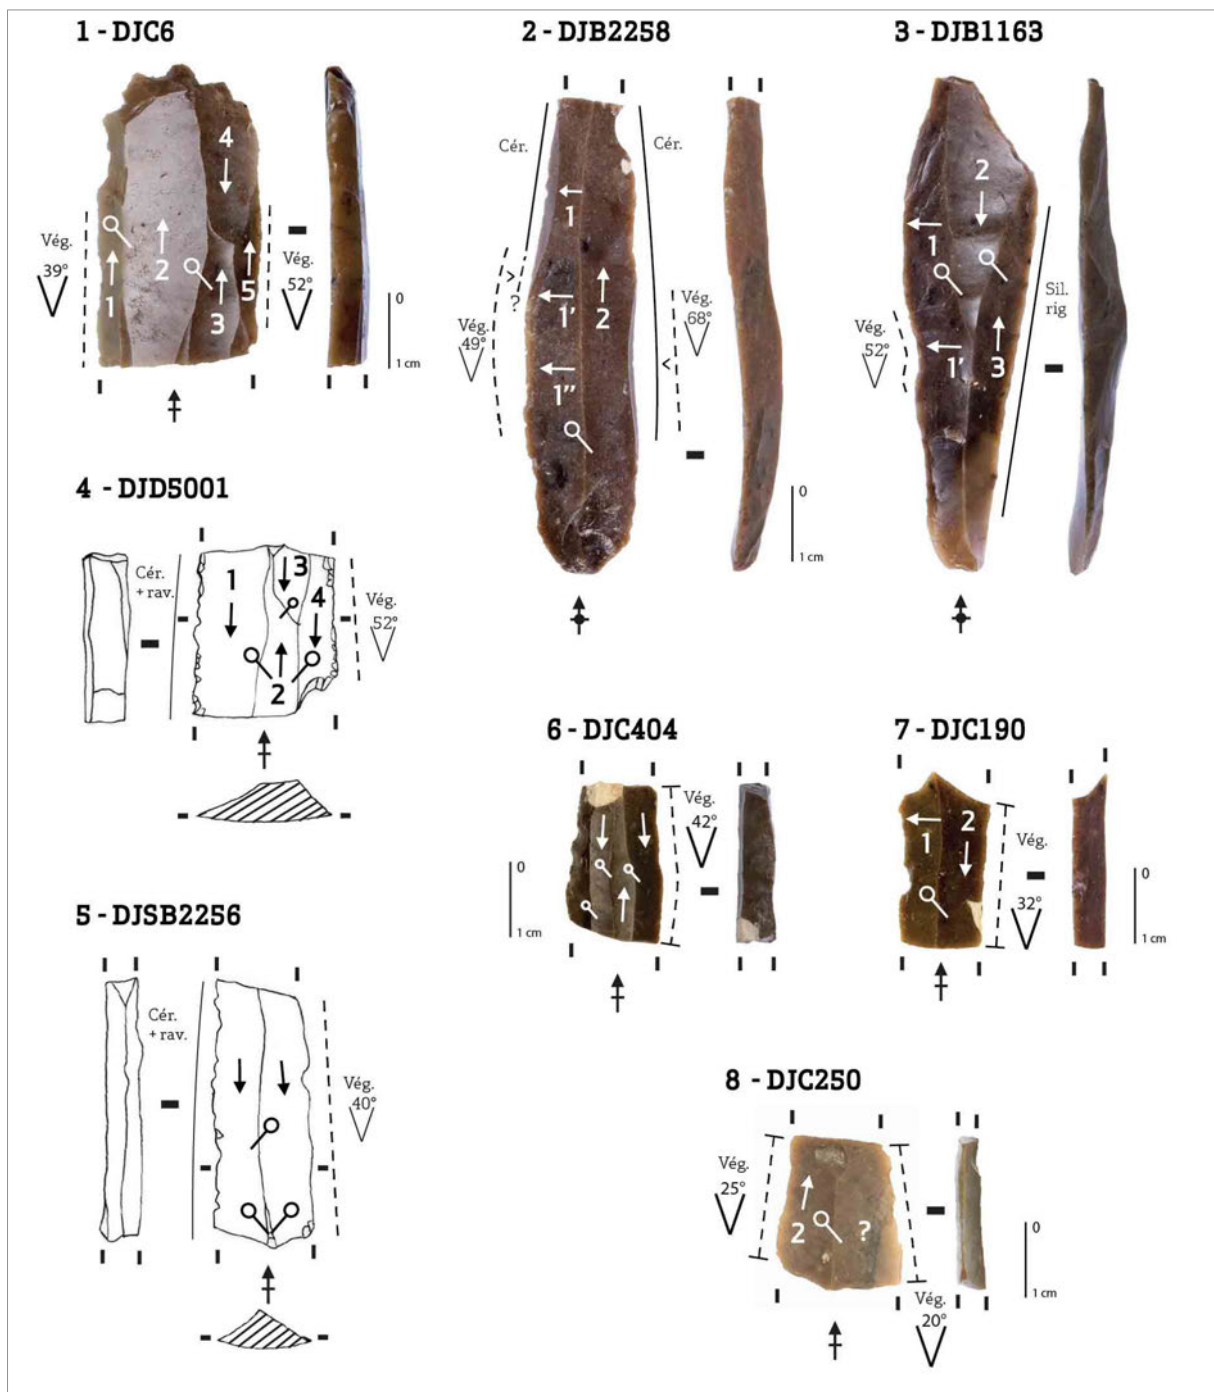 1 - DJC6
4
Vég.
39°
2
1
3
5
Vég.
52°
0
1 cm
2 - DJB2258
Cér.
Cér.
1
>
?
1'
2
Vég.
49°
1''
Vég.
68°
<
0
1 cm
3 - DJB1163
2
1
Sil.
rig
Vég.
52°
1'
3
4 - DJD5001
Cér.
+ rav.
1
3
4
2
Vég.
52°
5 - DJSB2256
Cér.
+ rav.
Vég.
40°
6 - DJC404
0
1 cm
Vég.
42°
7 - DJC190
1
2
Vég.
32°
0
1 cm
8 - DJC250
Vég.
25°
2
?
Vég.
20°
0
1 cm